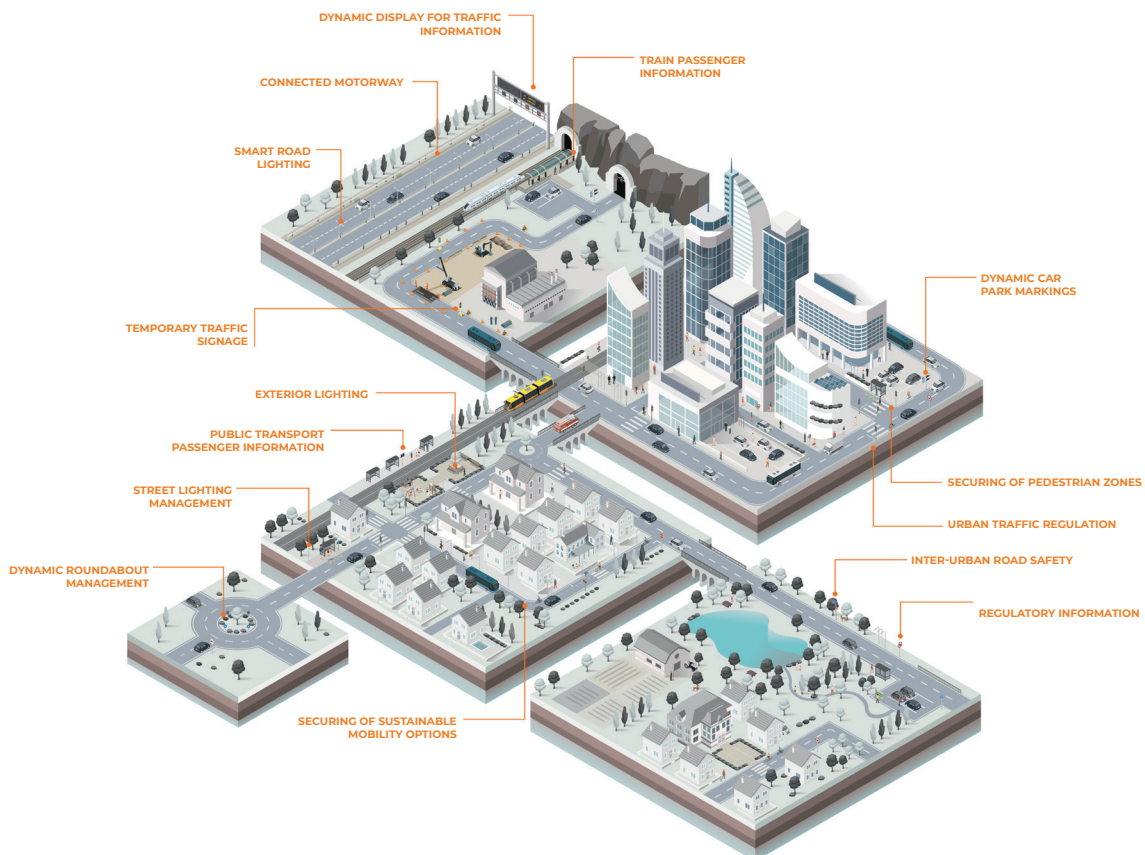 DYNAMIC DISPLAY FOR TRAFFIC
INFORMATION
TRAIN PASSENGER
INFORMATION
CONNECTED MOTORWAY
SMART ROAD
LIGHTING
DYNAMIC CAR
PARK MARKINGS
TEMPORARY TRAFFIC
SIGNAGE
EXTERIOR LIGHTING
PUBLIC TRANSPORT
PASSENGER INFORMATION
SECURING OF PEDESTRIAN ZONES
STREET LIGHTING
MANAGEMENT
URBAN TRAFFIC REGULATION
INTER-URBAN ROAD SAFETY
DYNAMIC ROUNDABOUT
MANAGEMENT
REGULATORY INFORMATION
SECURING OF SUSTAINABLE
MOBILITY OPTIONS